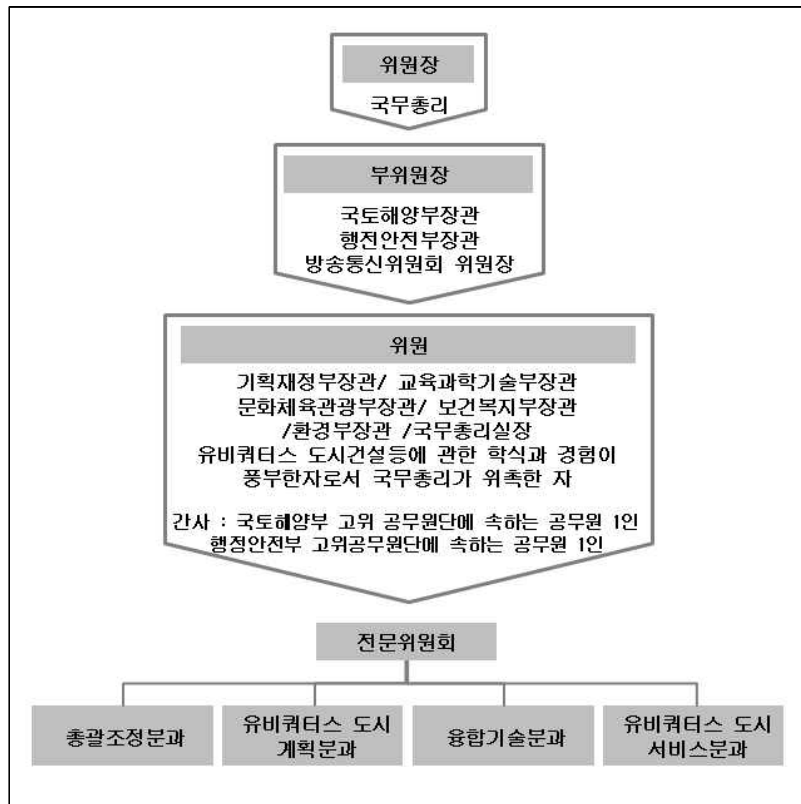 위원장
국무총리
부위원장
국토해양부장관
행전안전부장관
방송통신위원회 위원장
위원
기획재정부장관/ 교육과학기술부장관
문화체육관광부장관/ 보건복지부장관
/환경부장관 /국무총리실장
유비쿼터스 도시건설등에 관한 학식과 경험이
풍부한자로서 국무총리가 위촉한 자
간사 : 국토해양부 고위 공무원단에 속하는 공무원 1인
행정안전부 고위공무원단에 속하는 공무원 1인
전문위원회
총괄조정분과
유비쿼터스 도시
계획분과
융합기술분과
유비쿼터스 도시
서비스분과